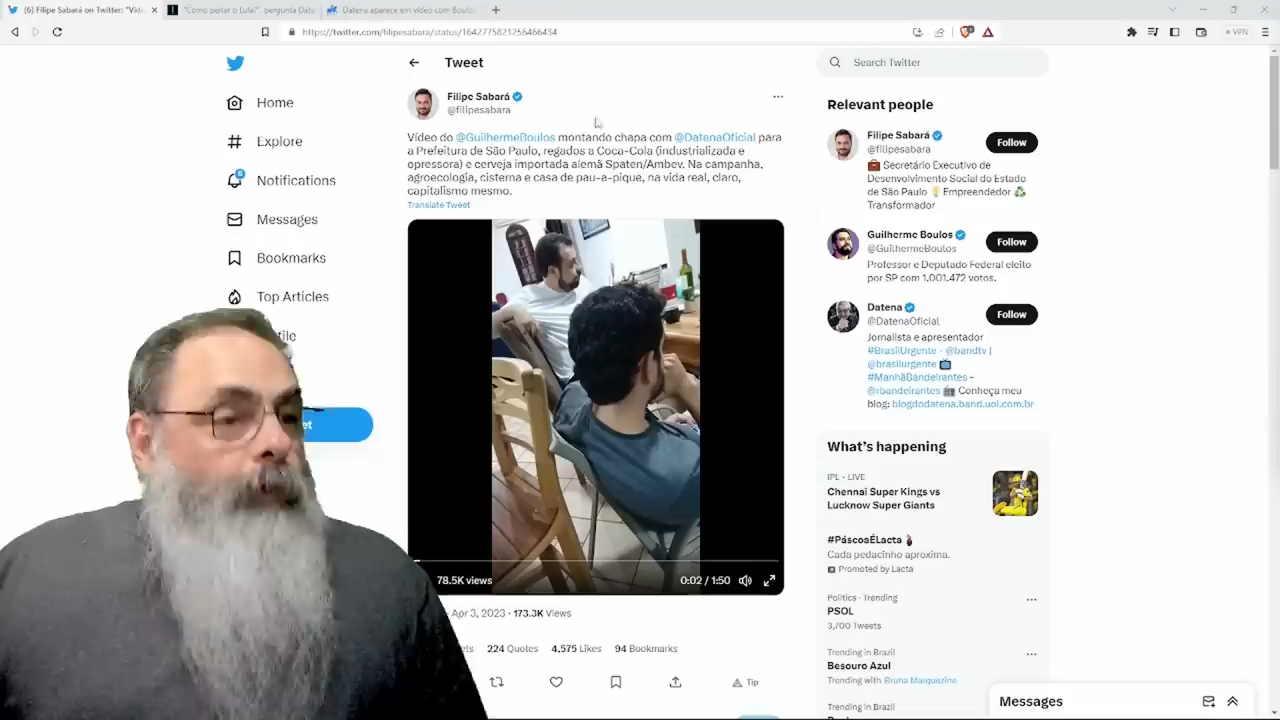 (6) Filipe Sabará on Twitter: "Víde
"Como peitar o Lula?", pergunta Date
Datena aparece em vídeo com Boulos
https://twitter.com/filipesabara/status/1642775821256466434
VPN
Home
Explore
6
Notifications
Messages
Bookmarks
Top Articles
Tweet
Filipe Sabará
@filipesabara
Vídeo do @GuilhermeBoulos montando chapa com @DatenaOficial para
a Prefeitura de São Paulo, regados a Coca-Cola (industrializada e
opressora) e cerveja importada alemã Spaten/Ambev. Na campanha,
agroecologia, cisterna e casa de pau-a-pique, na vida real, claro,
capitalismo mesmo.
Translate Tweet
78.5K views
0:02 / 1:50
Apr 3, 2023 · 173.3K Views
ets 224 Quotes 4,575 Likes 94 Bookmarks
Tip
Search Twitter
Relevant people
Filipe Sabará
@filipesabara
Follow
Secretário Executivo de
Desenvolvimento Social do Estado
de São Paulo Empreendedor
Transformador
Guilherme Boulos
@GuilhermeBoulos
Follow
Professor e Deputado Federal eleito
por SP com 1.001.472 votos.
Datena
@DatenaOficial
Follow
Jornalista e apresentador
#BrasilUrgente - @bandtv |
@brasilurgente
#ManhãBandeirantes -
@rbandeirantes Conheça meu
blog: blogdodatena.band.uol.com.br
What's happening
IPL · LIVE
Chennai Super Kings vs
Lucknow Super Giants
#PáscoaÉLacta
Cada pedacinho aproxima.
Promoted by Lacta
Politics · Trending
PSOL
3,700 Tweets
Trending in Brazil
Besouro Azul
Trending with Bruna Marquezine
Trending in Brazil
Messages